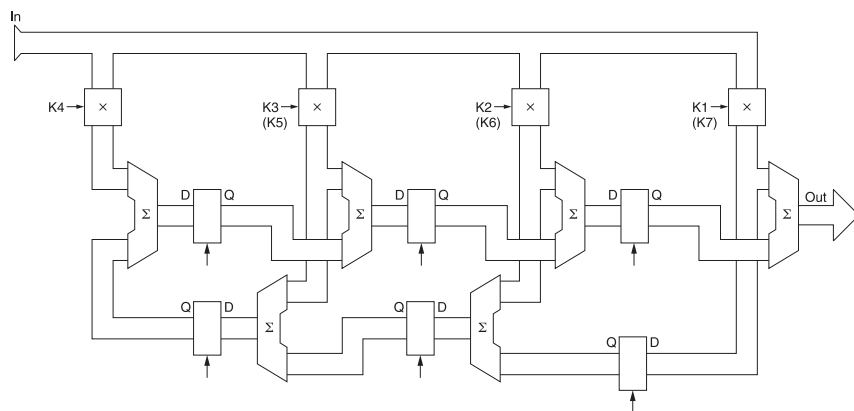 In
K4 ×
K3 ×
(K5)
K2 ×
(K6)
K1 ×
(K7)
D Q D Q D Q Out
Σ Σ Σ Σ
Q D Q D
Σ Σ
Q D